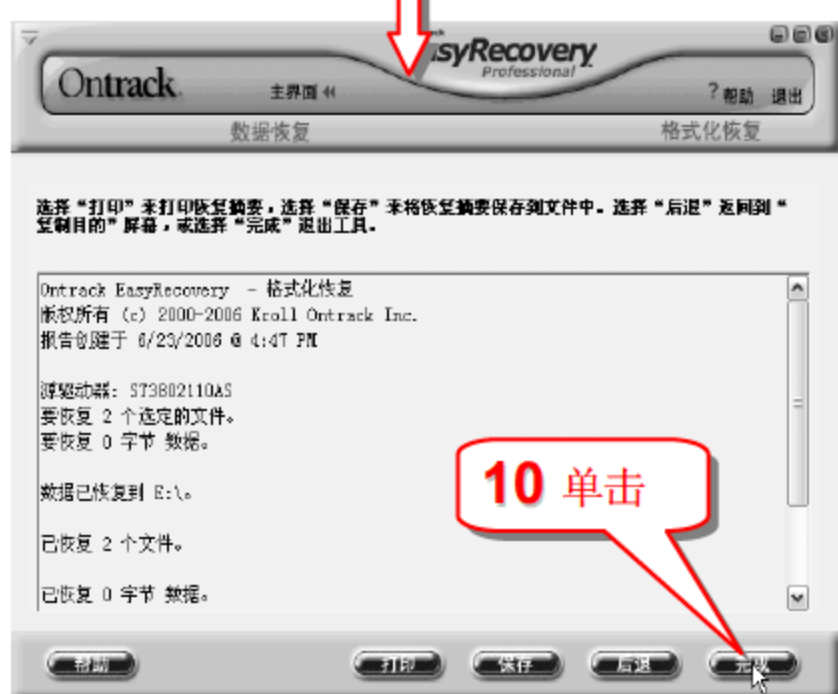 syRecovery
Professional
Ontrack
主界面
?帮助 退出
数据恢复 格式化恢复
选择“打印”来打印恢复摘要，选择“保存”来将恢复摘要保存到文件中。选择“后退”返回到“
复制目的”屏幕，或选择“完成”退出工具。
Ontrack EasyRecovery - 格式化恢复
版权所有 (c) 2000-2006 Kroll Ontrack Inc.
报告创建于 6/23/2006 @ 4:47 PM
源驱动器: ST3802110AS
要恢复 2 个选定的文件。
要恢复 0 字节 数据。
数据已恢复到 E:\。
已恢复 2 个文件。
已恢复 0 字节 数据。
10 单击
帮助 打印 保存 后退 完成